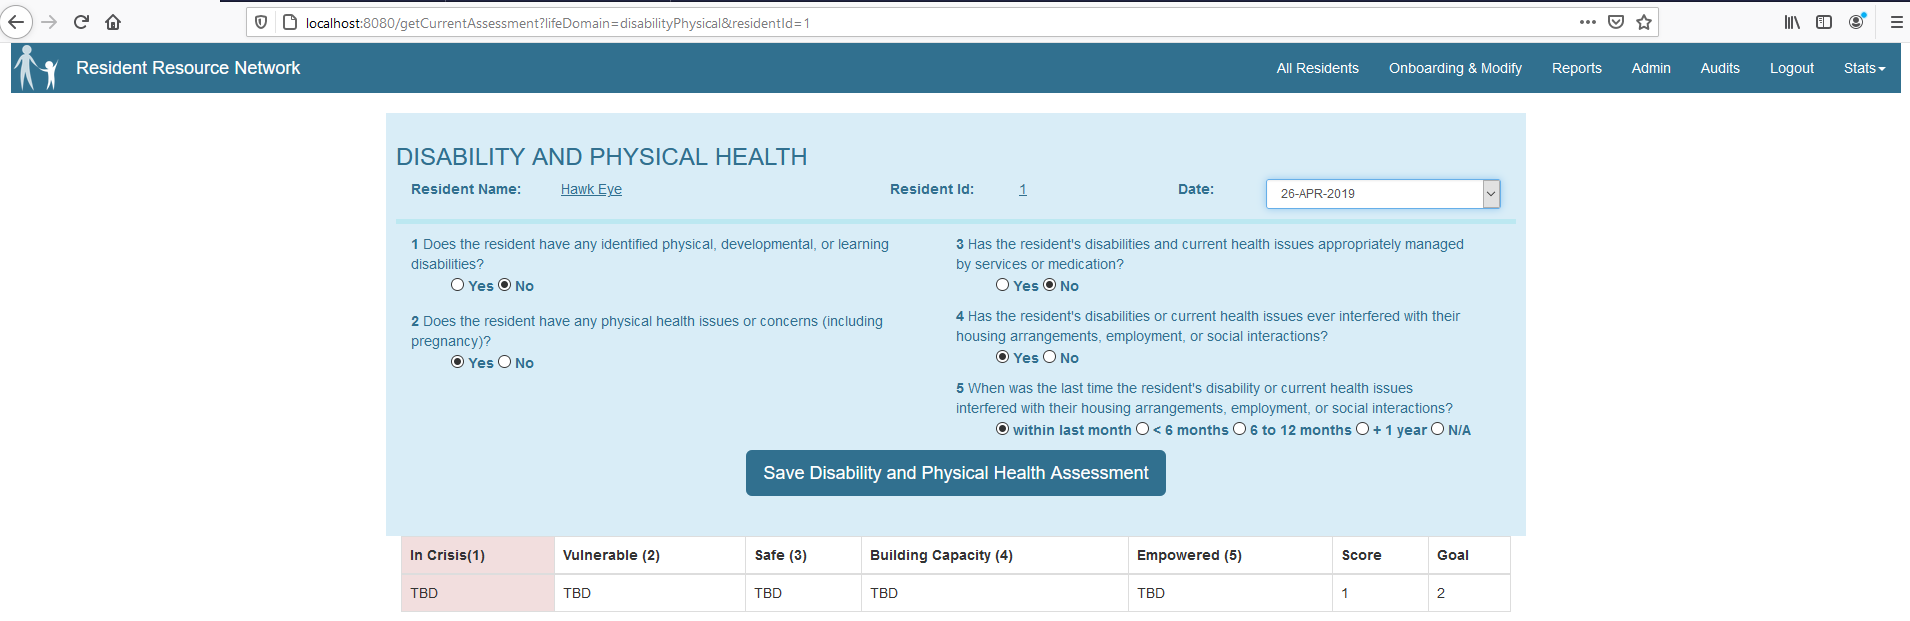 localhost:8080/getCurrentAssessment?lifeDomain=disabilityPhysical&residentId=1
Resident Resource Network
All Residents
Onboarding & Modify
Reports
Admin
Audits
Logout
Stats
DISABILITY AND PHYSICAL HEALTH
Resident Name: Hawk Eye
Resident Id: 1
Date: 26-APR-2019
1 Does the resident have any identified physical, developmental, or learning
disabilities?
Yes No
2 Does the resident have any physical health issues or concerns (including
pregnancy)?
Yes No
3 Has the resident's disabilities and current health issues appropriately managed
by services or medication?
Yes No
4 Has the resident's disabilities or current health issues ever interfered with their
housing arrangements, employment, or social interactions?
Yes No
5 When was the last time the resident's disability or current health issues
interfered with their housing arrangements, employment, or social interactions?
within last month < 6 months 6 to 12 months + 1 year N/A
Save Disability and Physical Health Assessment
In Crisis(1) Vulnerable (2) Safe (3) Building Capacity (4) Empowered (5) Score Goal
TBD TBD TBD TBD TBD 1 2